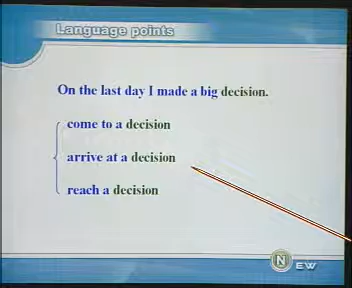 Language points
On the last day I made a big decision.
come to a decision
arrive at a decision
reach a decision
N EW